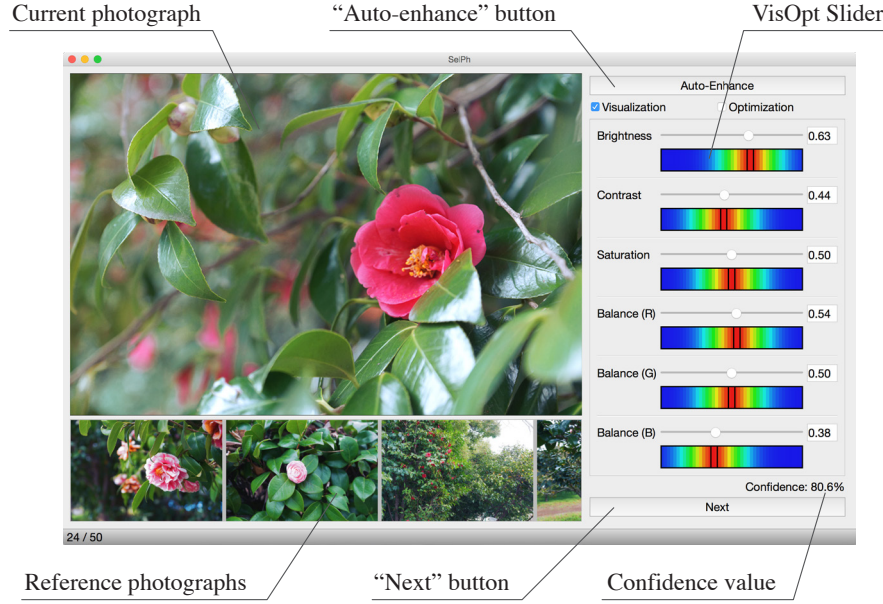 Current photograph
“Auto-enhance” button
VisOpt Slider
SelPh
Auto-Enhance
Visualization
Optimization
Brightness
0.63
Contrast
0.44
Saturation
0.50
Balance (R)
0.54
Balance (G)
0.50
Balance (B)
0.38
Confidence: 80.6%
Next
24 / 50
Reference photographs
“Next” button
Confidence value